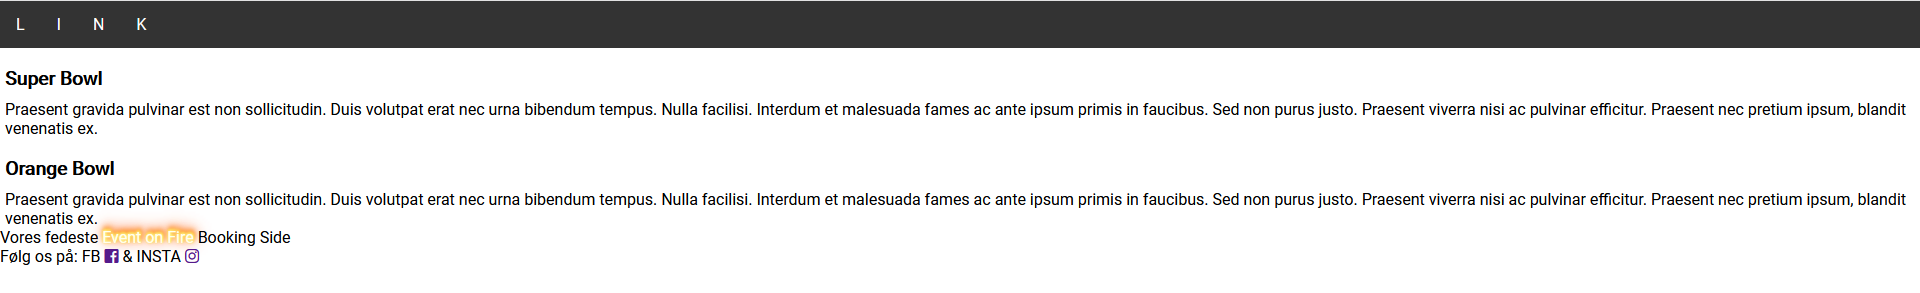 L I N K
Super Bowl
Praesent gravida pulvinar est non sollicitudin. Duis volutpat erat nec urna bibendum tempus. Nulla facilisi. Interdum et malesuada fames ac ante ipsum primis in faucibus. Sed non purus justo. Praesent viverra nisi ac pulvinar efficitur. Praesent nec pretium ipsum, blandit
venenatis ex.
Orange Bowl
Praesent gravida pulvinar est non sollicitudin. Duis volutpat erat nec urna bibendum tempus. Nulla facilisi. Interdum et malesuada fames ac ante ipsum primis in faucibus. Sed non purus justo. Praesent viverra nisi ac pulvinar efficitur. Praesent nec pretium ipsum, blandit
venenatis ex.
Vores fedeste Event on Fire Booking Side
Følg os på: FB & INSTA